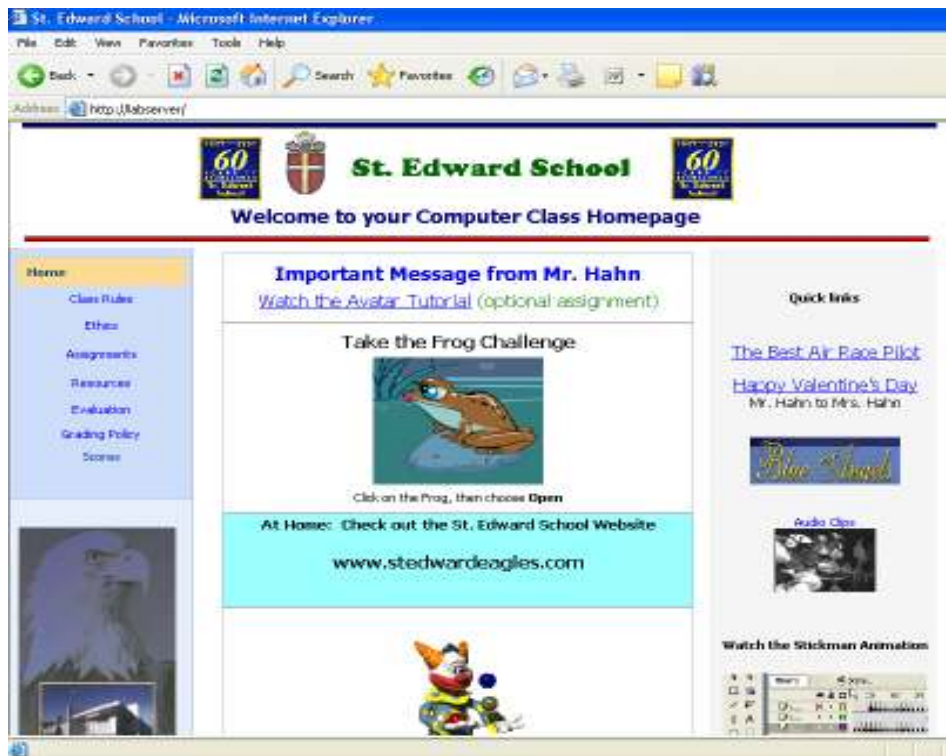 St. Edward School - Microsoft Internet Explorer
File Edit View Favorites Tools Help
Back Search Favorites
Address http://labserver/
60
St. Edward School
60
Welcome to your Computer Class Homepage
Home
Class Rules
Ethics
Assignments
Resources
Evaluation
Grading Policy
Scores
Important Message from Mr. Hahn
Watch the Avatar Tutorial (optional assignment)
Take the Frog Challenge
Click on the Frog, then choose Open
At Home: Check out the St. Edward School Website
www.stedwardeagles.com
Quick links
The Best Air Race Pilot
Happy Valentine's Day
Mr. Hahn to Mrs. Hahn
Blue Angels
Audio Clips
Watch the Stickman Animation